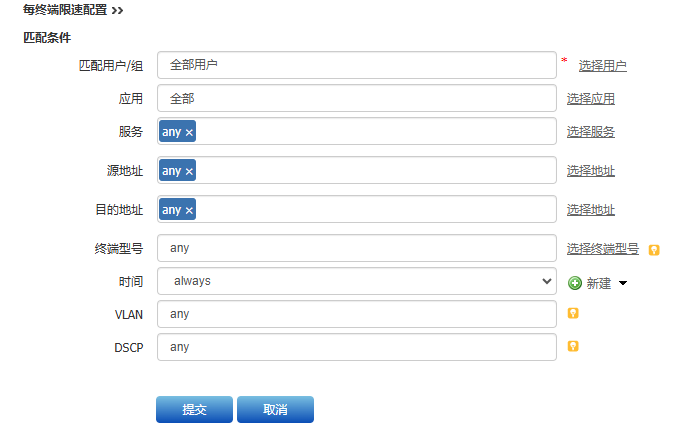 每终端限速配置 >>
匹配条件
匹配用户/组 全部用户 * 选择用户
应用 全部 选择应用
服务 any × 选择服务
源地址 any × 选择地址
目的地址 any × 选择地址
终端型号 any 选择终端型号 ?
时间 always 新建
VLAN any ?
DSCP any ?
提交 取消